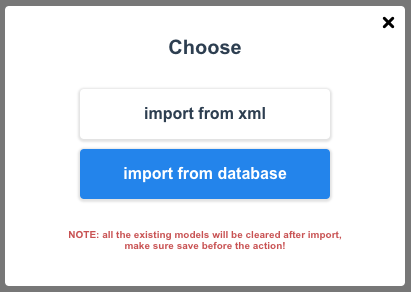 Choose
import from xml
import from database
NOTE: all the existing models will be cleared after import,
make sure save before the action!